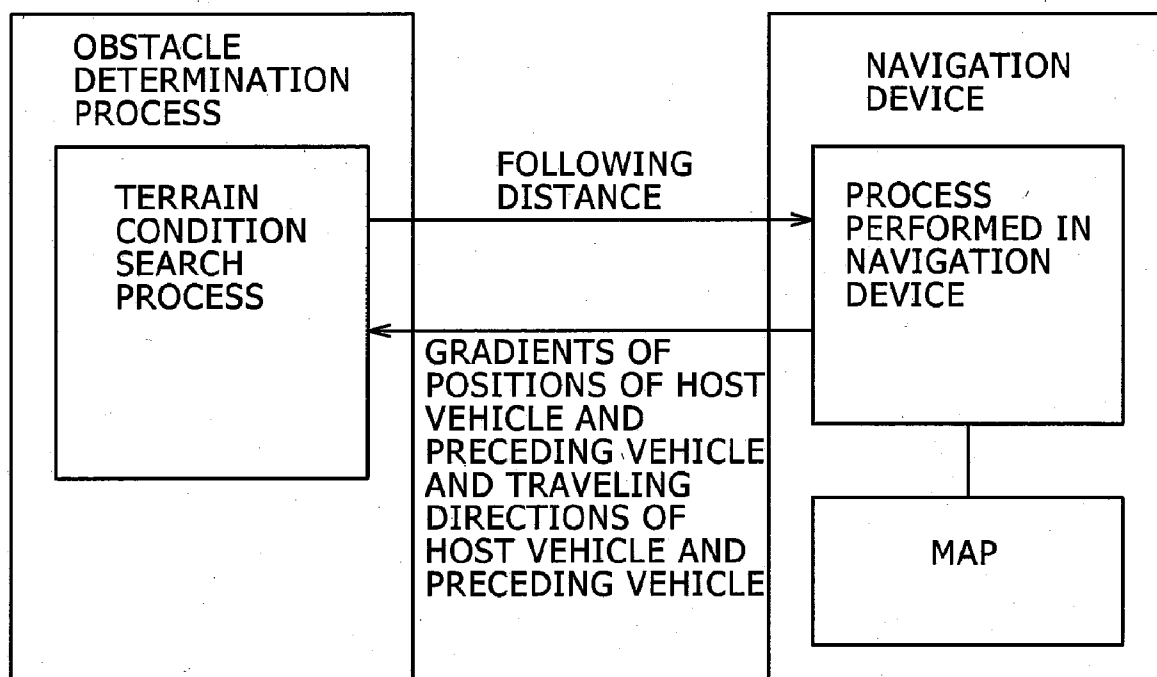 OBSTACLE
DETERMINATION
PROCESS
TERRAIN
CONDITION
SEARCH
PROCESS
FOLLOWING
DISTANCE
GRADIENTS OF
POSITIONS OF HOST
VEHICLE AND
PRECEDING VEHICLE
AND TRAVELING
DIRECTIONS OF
HOST VEHICLE AND
PRECEDING VEHICLE
NAVIGATION
DEVICE
PROCESS
PERFORMED IN
NAVIGATION
DEVICE
MAP